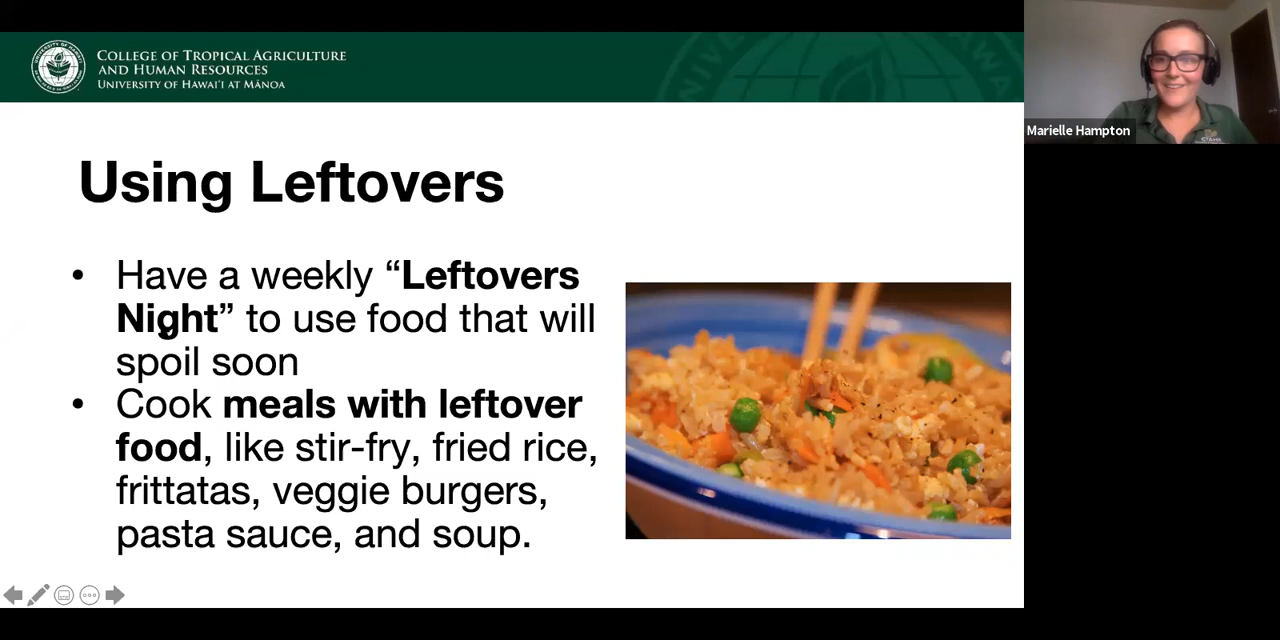 COLLEGE OF TROPICAL AGRICULTURE
AND HUMAN RESOURCES
UNIVERSITY OF HAWAI‘I AT MĀNOA
Marielle Hampton
Using Leftovers
• Have a weekly “Leftovers
Night” to use food that will
spoil soon
• Cook meals with leftover
food, like stir-fry, fried rice,
frittatas, veggie burgers,
pasta sauce, and soup.